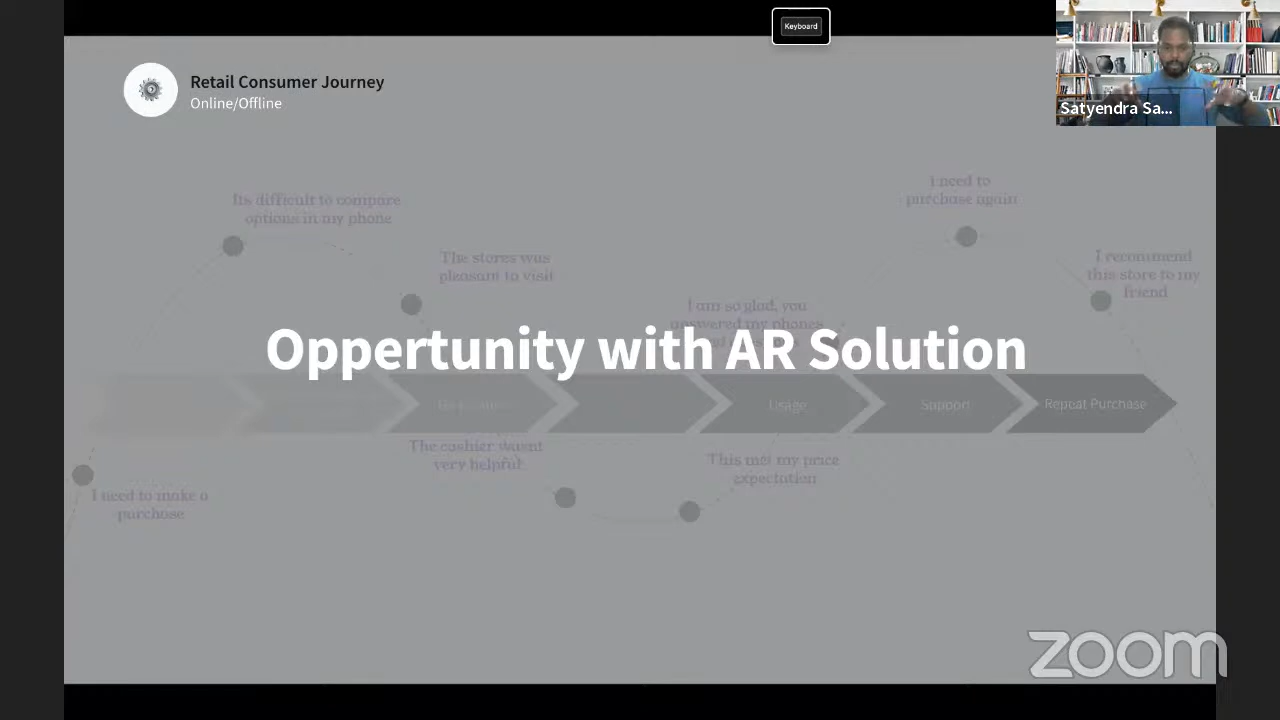 Keyboard
Retail Consumer Journey
Online/Offline
Satyendra Sa...
Its difficult to compare
options in my phone
The stores was
pleasant to visit
I need to
purchase again
I recommend
this store to my
friend
I am so glad, you
answered my phones
Oppertunity with AR Solution
Usage
Support
Repeat Purchase
The cashier wasnt
very helpful
This met my price
expectation
I need to make a
purchase
zoom